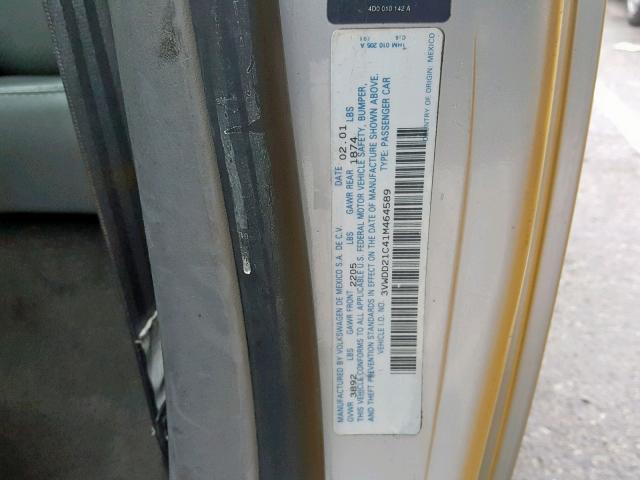 4D0 010 142 A
1HM 010 205 A
MANUFACTURED BY VOLKSWAGEN DE MEXICO S.A. DE C.V. DATE 02.01
GVWR 3892 LBS GAWR FRONT 2205 LBS GAWR REAR 1874 LBS
THIS VEHICLE CONFORMS TO ALL APPLICABLE U.S. FEDERAL MOTOR VEHICLE SAFETY, BUMPER,
AND THEFT PREVENTION STANDARDS IN EFFECT ON THE DATE OF MANUFACTURE SHOWN ABOVE.
VEHICLE I.D. NO. 3VWDD21C41M464589 TYPE: PASSENGER CAR
COUNTRY OF ORIGIN: MEXICO